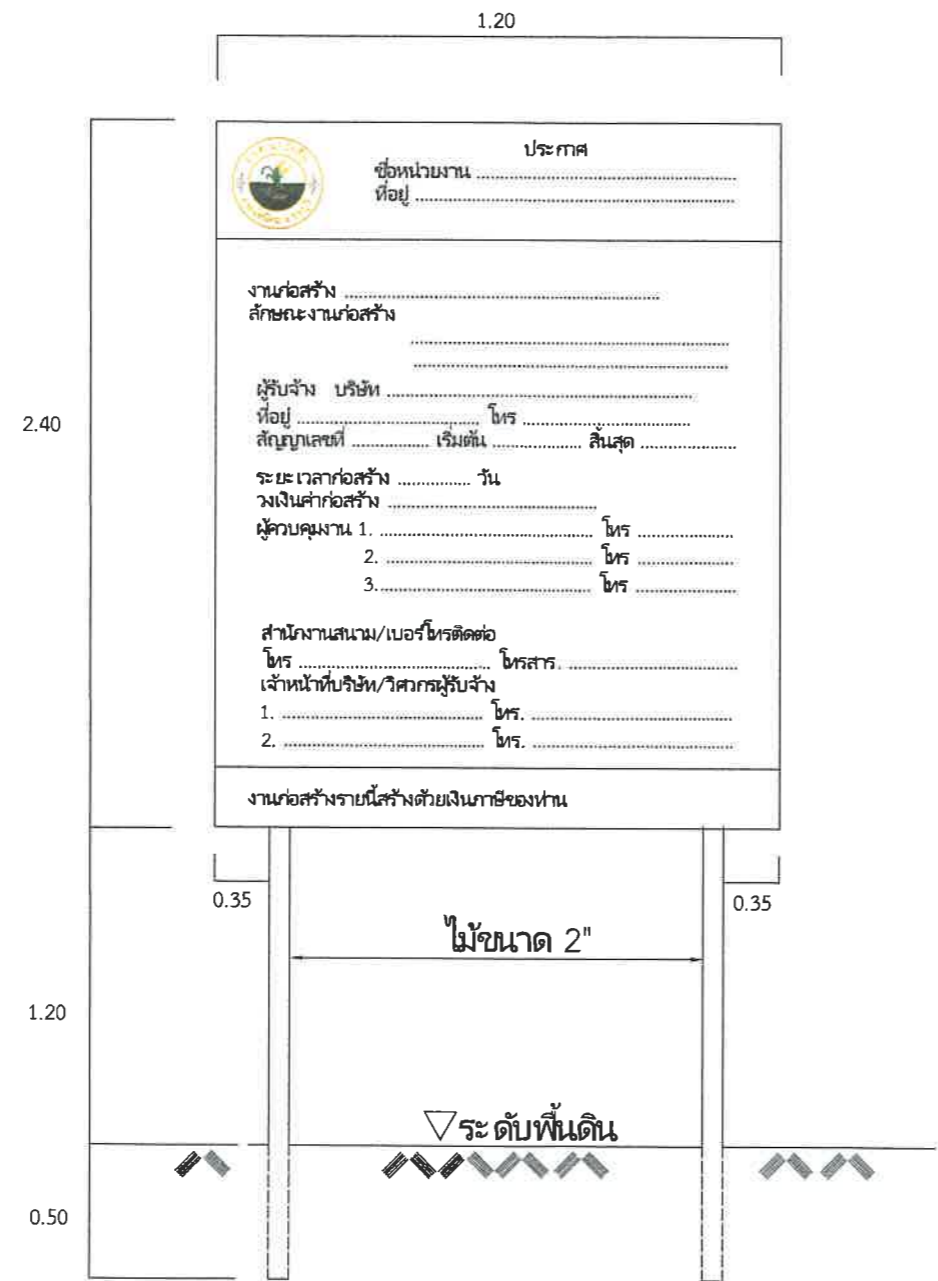 1.20
ประกาศ
ชื่อหน่วยงาน ..........................................................
ที่อยู่ ..........................................................
งานก่อสร้าง ..........................................................
ลักษณะงานก่อสร้าง
..........................................................
..........................................................
ผู้รับจ้าง บริษัท ..........................................................
ที่อยู่ ........................................ โทร ........................................
สัญญาเลขที่ ................. เริ่มต้น .................... สิ้นสุด .....................
2.40
ระยะเวลาก่อสร้าง ................ วัน
วงเงินค่าก่อสร้าง ................................................
ผู้ควบคุมงาน 1. ................................................ โทร ......................
2. ................................................ โทร ......................
3. ................................................ โทร ......................
สำนักงานสนาม/เบอร์โทรติดต่อ
โทร .......................................... โทรสาร. ......................................
เจ้าหน้าที่บริษัท/วิศวกรผู้รับจ้าง
1. ............................................. โทร. .............................................
2. ............................................. โทร. .............................................
งานก่อสร้างรายนี้สร้างด้วยเงินภาษีของท่าน
0.35
0.35
ไม้ขนาด 2"
1.20
ระดับพื้นดิน
0.50